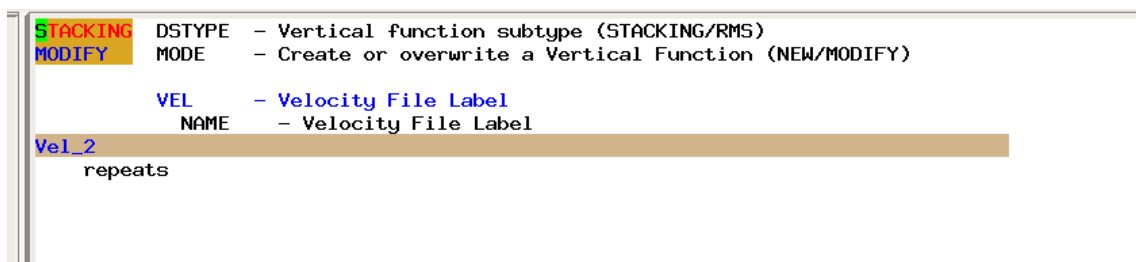 STACKING  DSTYPE  - Vertical function subtype (STACKING/RMS)
MODIFY    MODE    - Create or overwrite a Vertical Function (NEW/MODIFY)
VEL     - Velocity File Label
NAME    - Velocity File Label
Vel_2
repeats